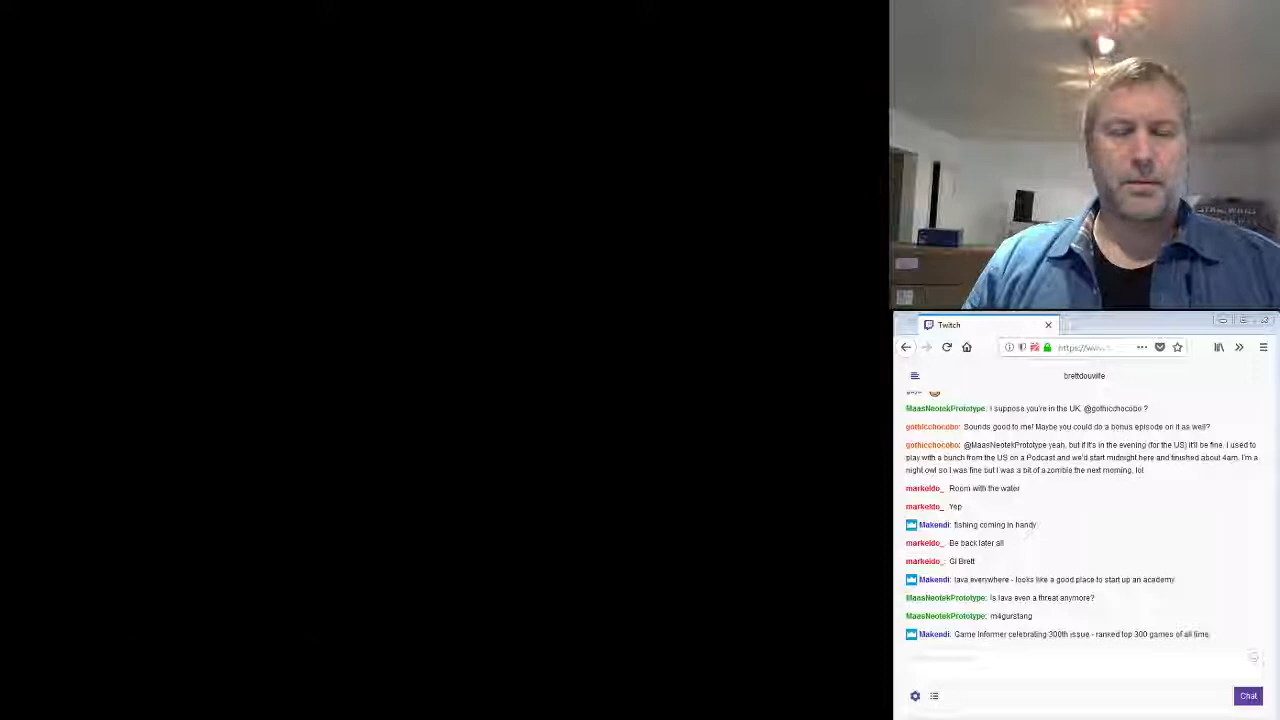 STAR WARS
Twitch
https://www.t...
brettdouville
guys
MaasNeotekPrototype: I suppose you're in the UK, @gothicchocobo ?
gothicchocobo: Sounds good to me! Maybe you could do a bonus episode on it as well?
gothicchocobo: @MaasNeotekPrototype yeah, but if it's in the evening (for the US) it'll be fine. I used to
play with a bunch from the US on a Podcast and we'd start midnight here and finished about 4am. I'm a
night owl so I was fine but I was a bit of a zombie the next morning. lol
markeldo_: Room with the water
markeldo_: Yep
Makendi: fishing coming in handy
markeldo_: Be back later all
markeldo_: Gl Brett
Makendi: lava everywhere - looks like a good place to start up an academy
MaasNeotekPrototype: Is lava even a threat anymore?
MaasNeotekPrototype: m4gurstang
Makendi: Game Informer celebrating 300th issue - ranked top 300 games of all time.
Chat